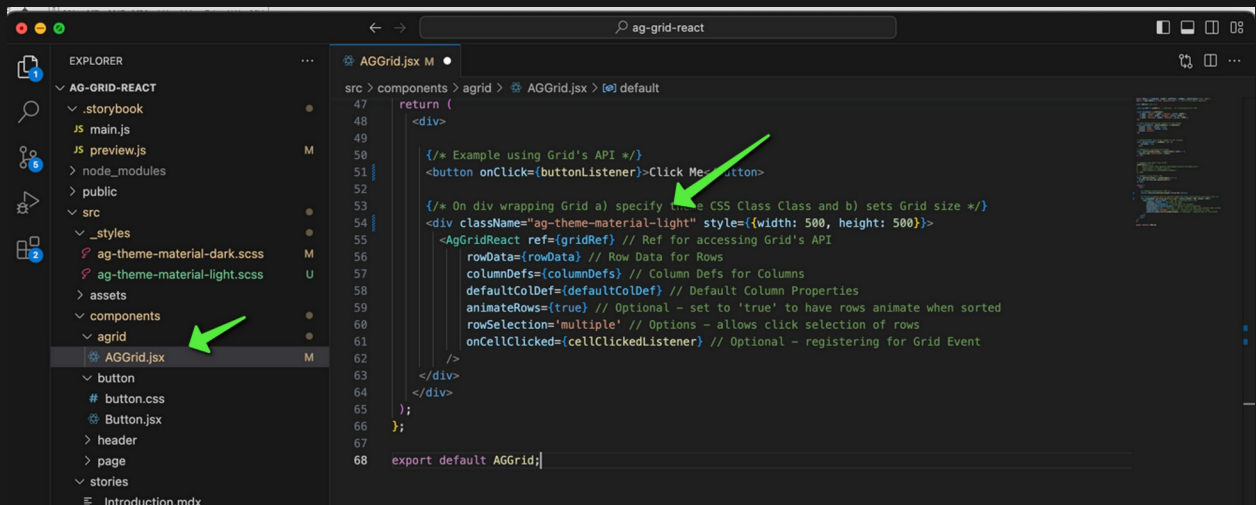 ag-grid-react
EXPLORER
AG-GRID-REACT
.storybook
JS main.js
JS preview.js M
node_modules
public
src
_styles
ag-theme-material-dark.scss M
ag-theme-material-light.scss U
assets
components
agrid
AGGrid.jsx M
button
# button.css
Button.jsx
header
page
stories
Introduction.mdx
1
5
2
AGGrid.jsx M
src > components > agrid > AGGrid.jsx > default
47 return (
48 <div>
49
50 {/* Example using Grid's API */}
51 <button onClick={buttonListener}>Click Me< utton>
52
53 {/* On div wrapping Grid a) specify CSS Class Class and b) sets Grid size */}
54 <div className="ag-theme-material-light" style={{width: 500, height: 500}}>
55 <AgGridReact ref={gridRef} // Ref for accessing Grid's API
56 rowData={rowData} // Row Data for Rows
57 columnDefs={columnDefs} // Column Defs for Columns
58 defaultColDef={defaultColDef} // Default Column Properties
59 animateRows={true} // Optional – set to 'true' to have rows animate when sorted
60 rowSelection='multiple' // Options – allows click selection of rows
61 onCellClicked={cellClickedListener} // Optional – registering for Grid Event
62 />
63 </div>
64 </div>
65 );
66 };
67
68 export default AGGrid;